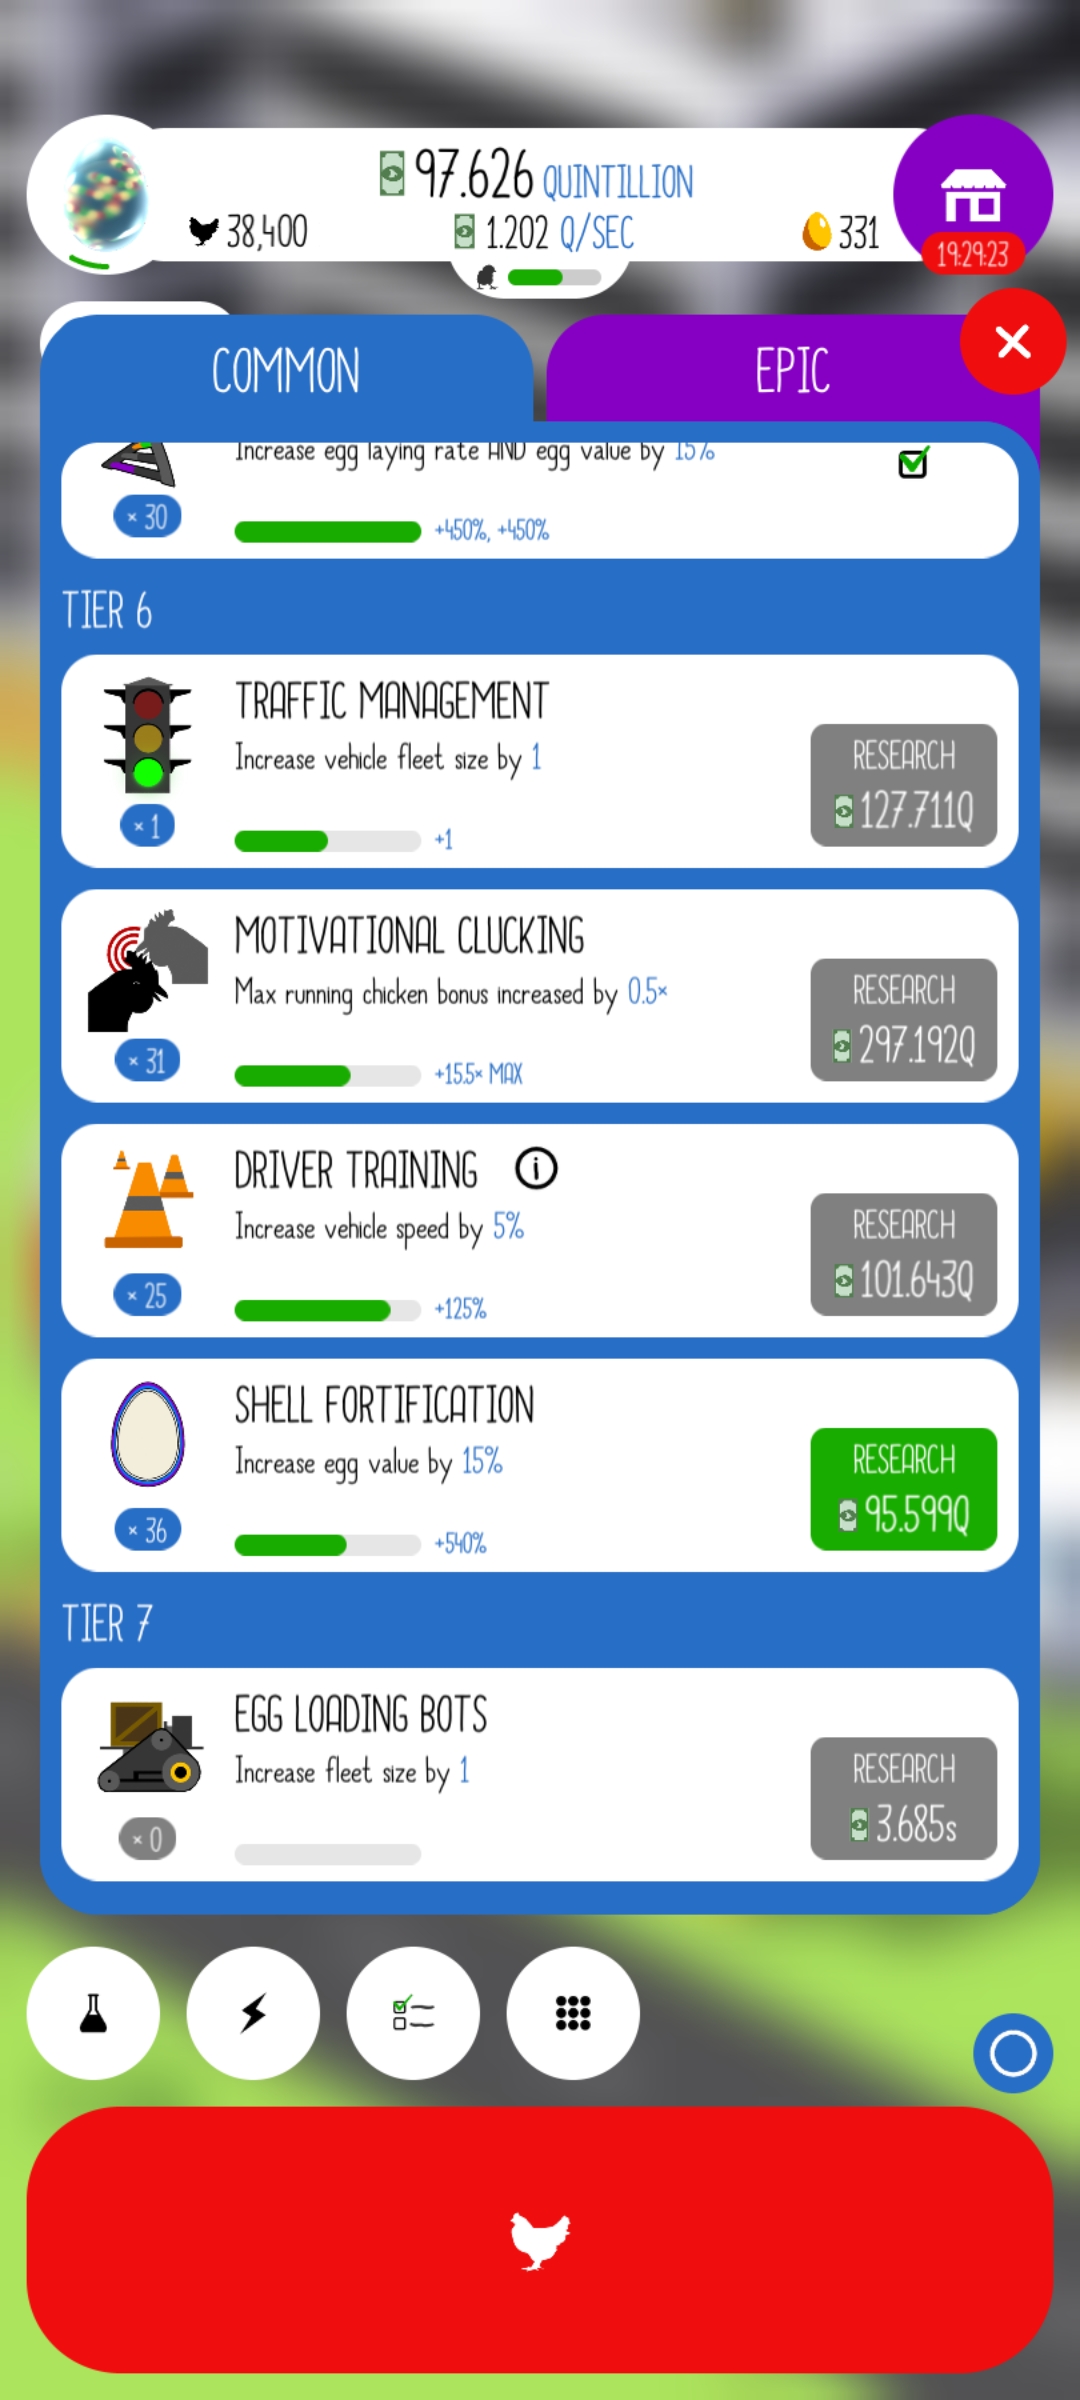 97.626 QUINTILLION
38,400
1.202 Q/SEC
331
19:29:23
COMMON
EPIC
Increase egg laying rate AND egg value by 15%
× 30
+450%, +450%
TIER 6
TRAFFIC MANAGEMENT
Increase vehicle fleet size by 1
RESEARCH
127.711Q
× 1
+1
MOTIVATIONAL CLUCKING
Max running chicken bonus increased by 0.5×
RESEARCH
297.192Q
× 31
+15.5× MAX
DRIVER TRAINING i
Increase vehicle speed by 5%
RESEARCH
101.643Q
× 25
+125%
SHELL FORTIFICATION
Increase egg value by 15%
RESEARCH
95.599Q
× 36
+540%
TIER 7
EGG LOADING BOTS
Increase fleet size by 1
RESEARCH
3.685s
× 0